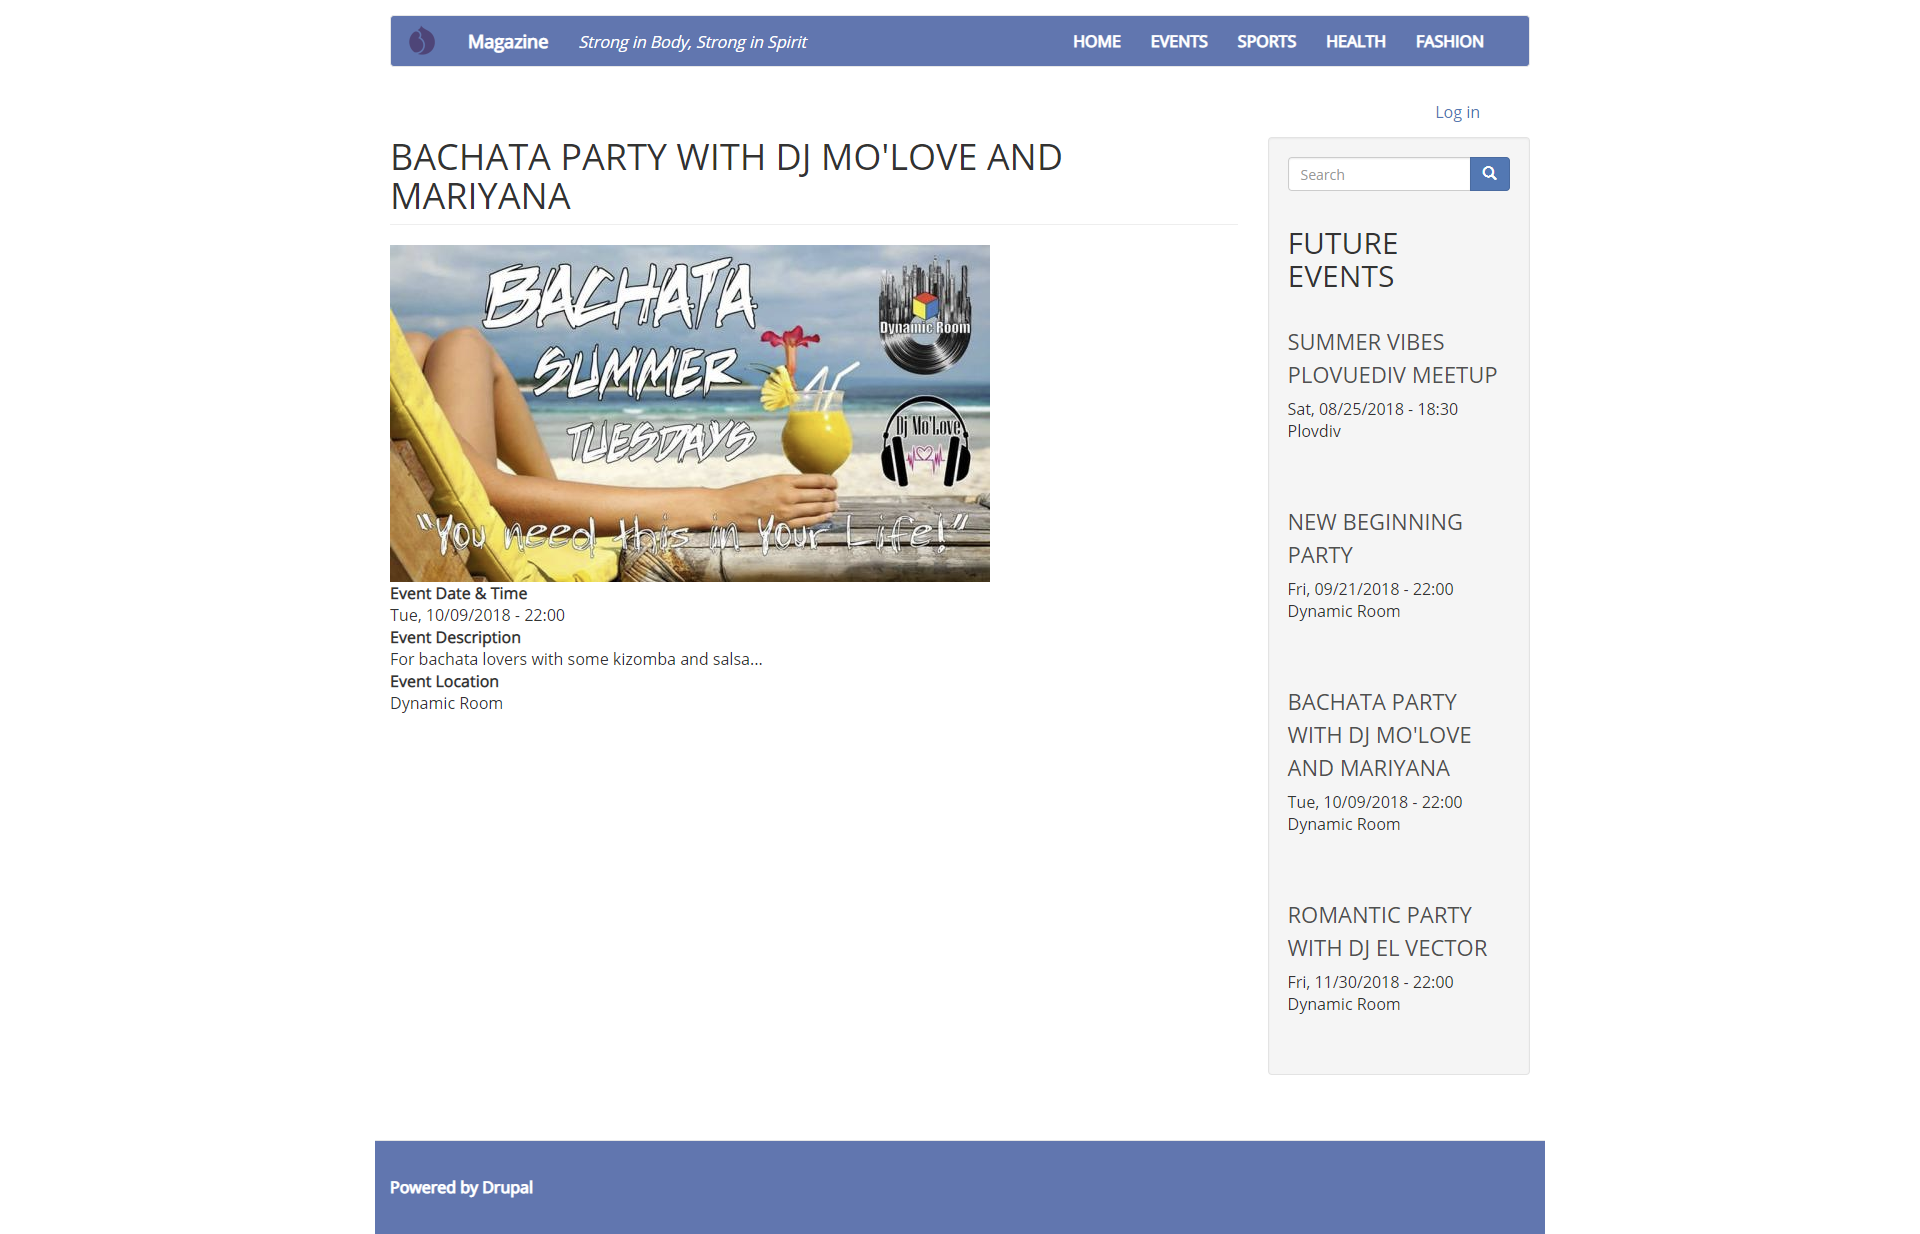 Magazine
Strong in Body, Strong in Spirit
HOME
EVENTS
SPORTS
HEALTH
FASHION
Log in
BACHATA PARTY WITH DJ MO'LOVE AND
MARIYANA
BACHATA
SUMMER
TUESDAYS
Dynamic Room
Dj Mo'Love
"You need this in Your Life!"
Event Date & Time
Tue, 10/09/2018 - 22:00
Event Description
For bachata lovers with some kizomba and salsa...
Event Location
Dynamic Room
Search
FUTURE
EVENTS
SUMMER VIBES
PLOVUEDIV MEETUP
Sat, 08/25/2018 - 18:30
Plovdiv
NEW BEGINNING
PARTY
Fri, 09/21/2018 - 22:00
Dynamic Room
BACHATA PARTY
WITH DJ MO'LOVE
AND MARIYANA
Tue, 10/09/2018 - 22:00
Dynamic Room
ROMANTIC PARTY
WITH DJ EL VECTOR
Fri, 11/30/2018 - 22:00
Dynamic Room
Powered by Drupal